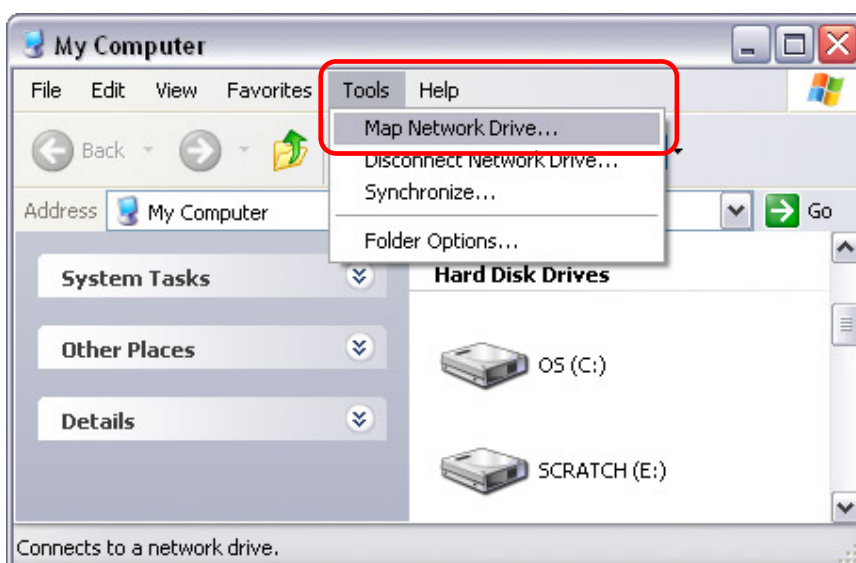 My Computer
File Edit View Favorites Tools Help
Map Network Drive...
Back
Disconnect Network Drive...
Synchronize...
Address My Computer Go
Folder Options...
System Tasks
Hard Disk Drives
Other Places
OS (C:)
Details
SCRATCH (E:)
Connects to a network drive.